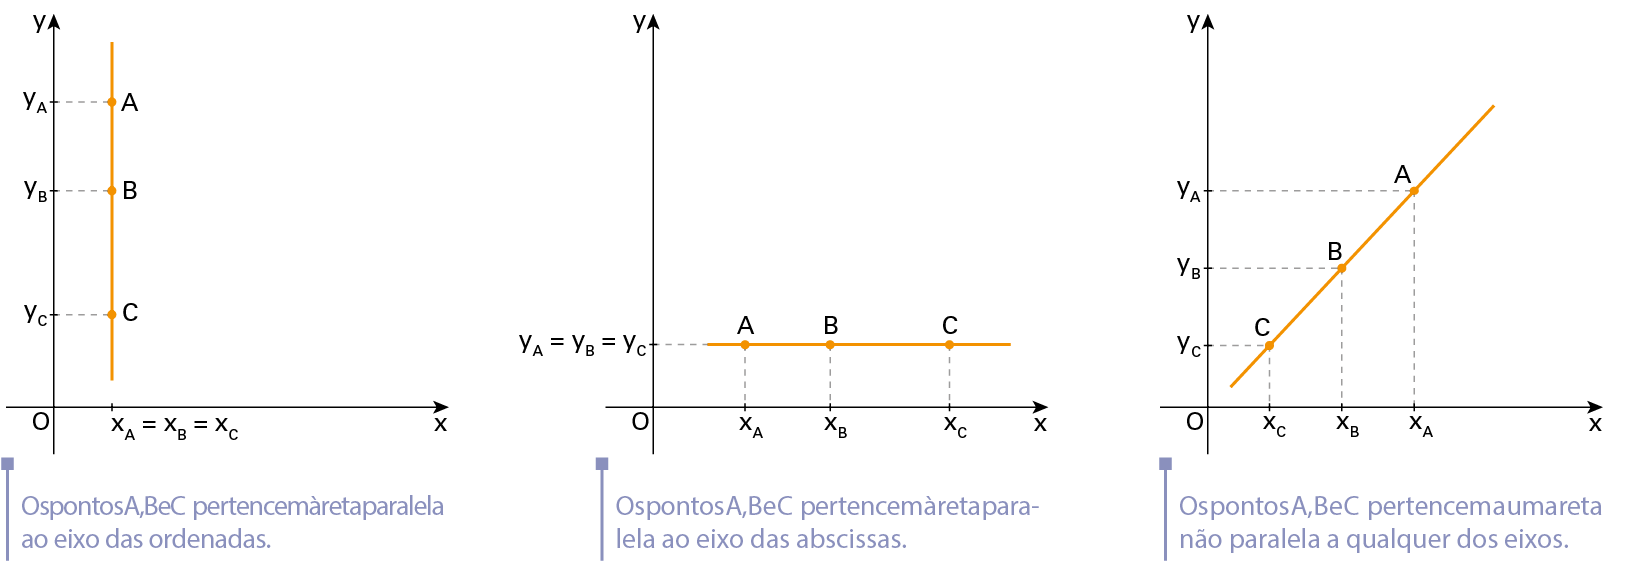 y
y_A
A
y_B
B
y_C
C
O
x_A = x_B = x_C
x
OspontosA,BeC pertencemàretaparalela
ao eixo das ordenadas.
y
y_A = y_B = y_C
A
B
C
O
x_A
x_B
x_C
x
OspontosA,BeC pertencemàretapara-
lela ao eixo das abscissas.
y
y_A
A
y_B
B
y_C
C
O
x_C
x_B
x_A
x
OspontosA,BeC pertencemaumareta
não paralela a qualquer dos eixos.